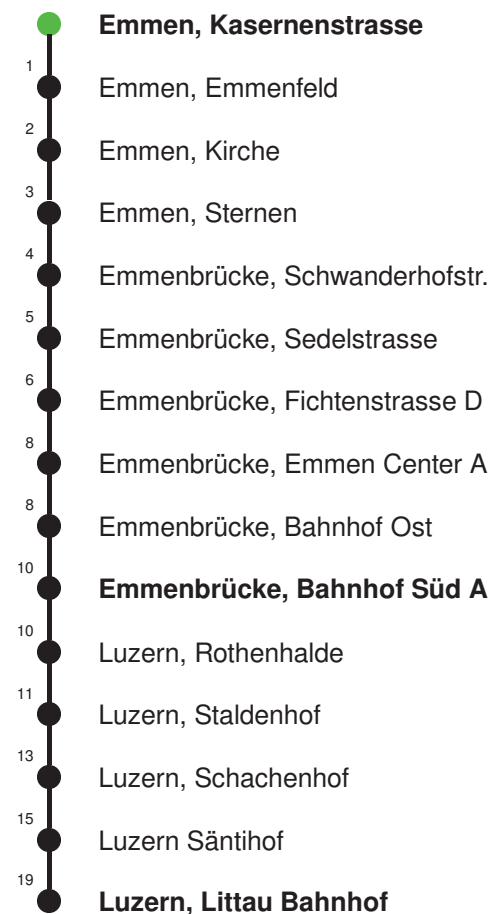 Emmen, Kasernenstrasse
1
Emmen, Emmenfeld
2
Emmen, Kirche
3
Emmen, Sternen
4
Emmenbrücke, Schwanderhofstr.
5
Emmenbrücke, Sedelstrasse
6
Emmenbrücke, Fichtenstrasse D
8
Emmenbrücke, Emmen Center A
8
Emmenbrücke, Bahnhof Ost
10
Emmenbrücke, Bahnhof Süd A
10
Luzern, Rothenhalde
11
Luzern, Staldenhof
13
Luzern, Schachenhof
15
Luzern Säntihof
19
Luzern, Littau Bahnhof